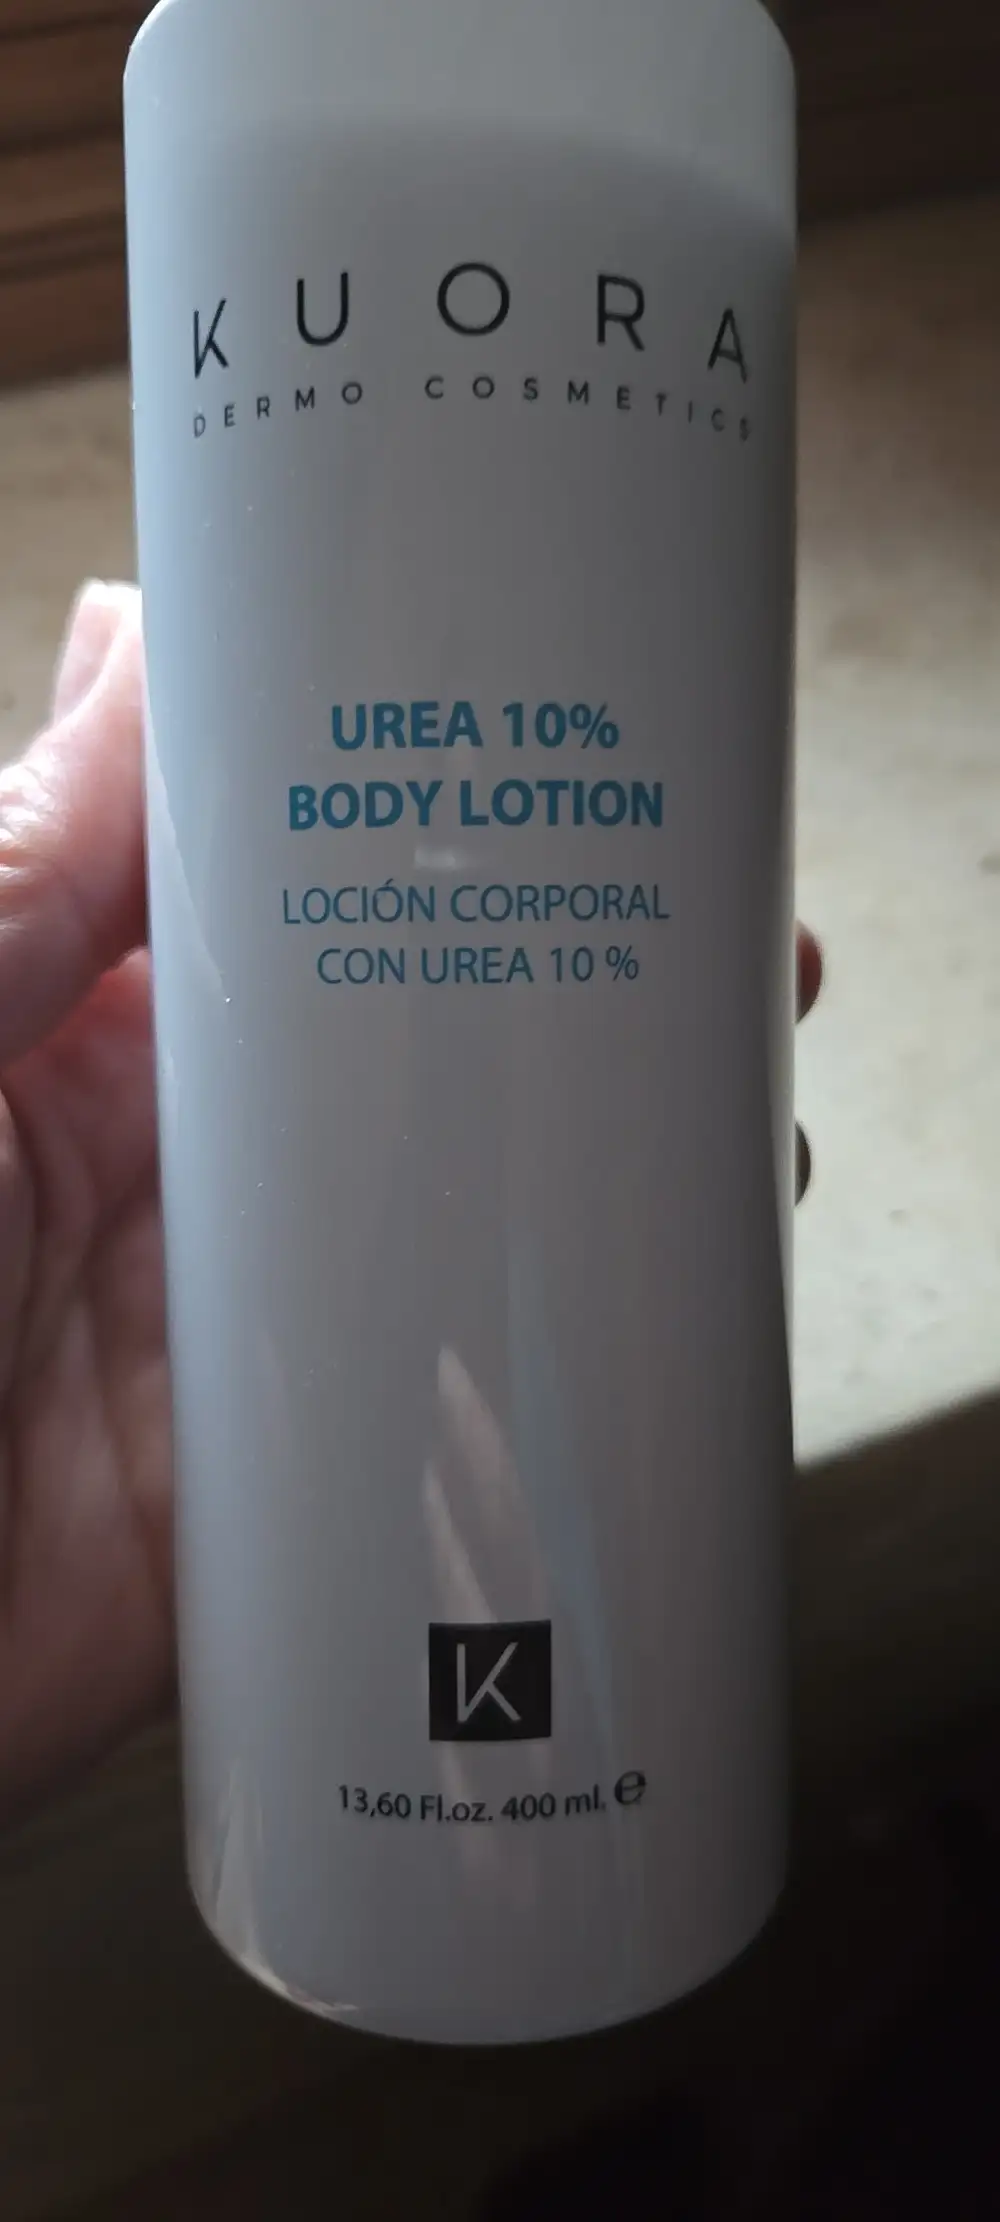 KUORA
DERMO COSMETICS
UREA 10%
BODY LOTION
LOCIÓN CORPORAL
CON UREA 10 %
K
13,60 Fl.oz. 400 ml. ℮